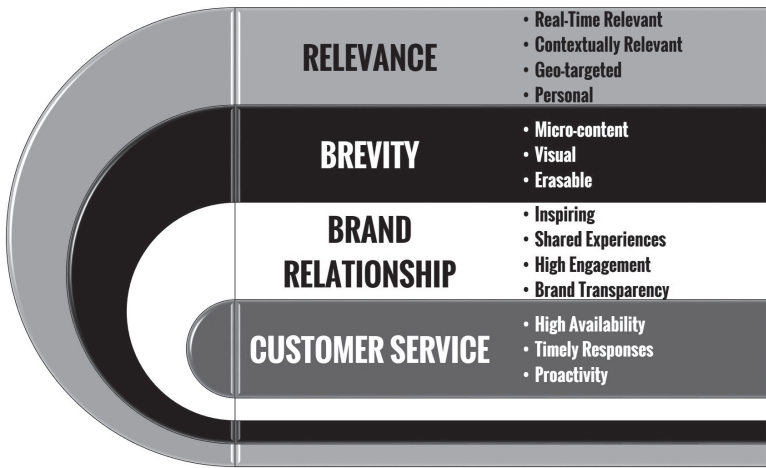 RELEVANCE
• Real-Time Relevant
• Contextually Relevant
• Geo-targeted
• Personal
BREVITY
• Micro-content
• Visual
• Erasable
BRAND
RELATIONSHIP
• Inspiring
• Shared Experiences
• High Engagement
• Brand Transparency
CUSTOMER SERVICE
• High Availability
• Timely Responses
• Proactivity